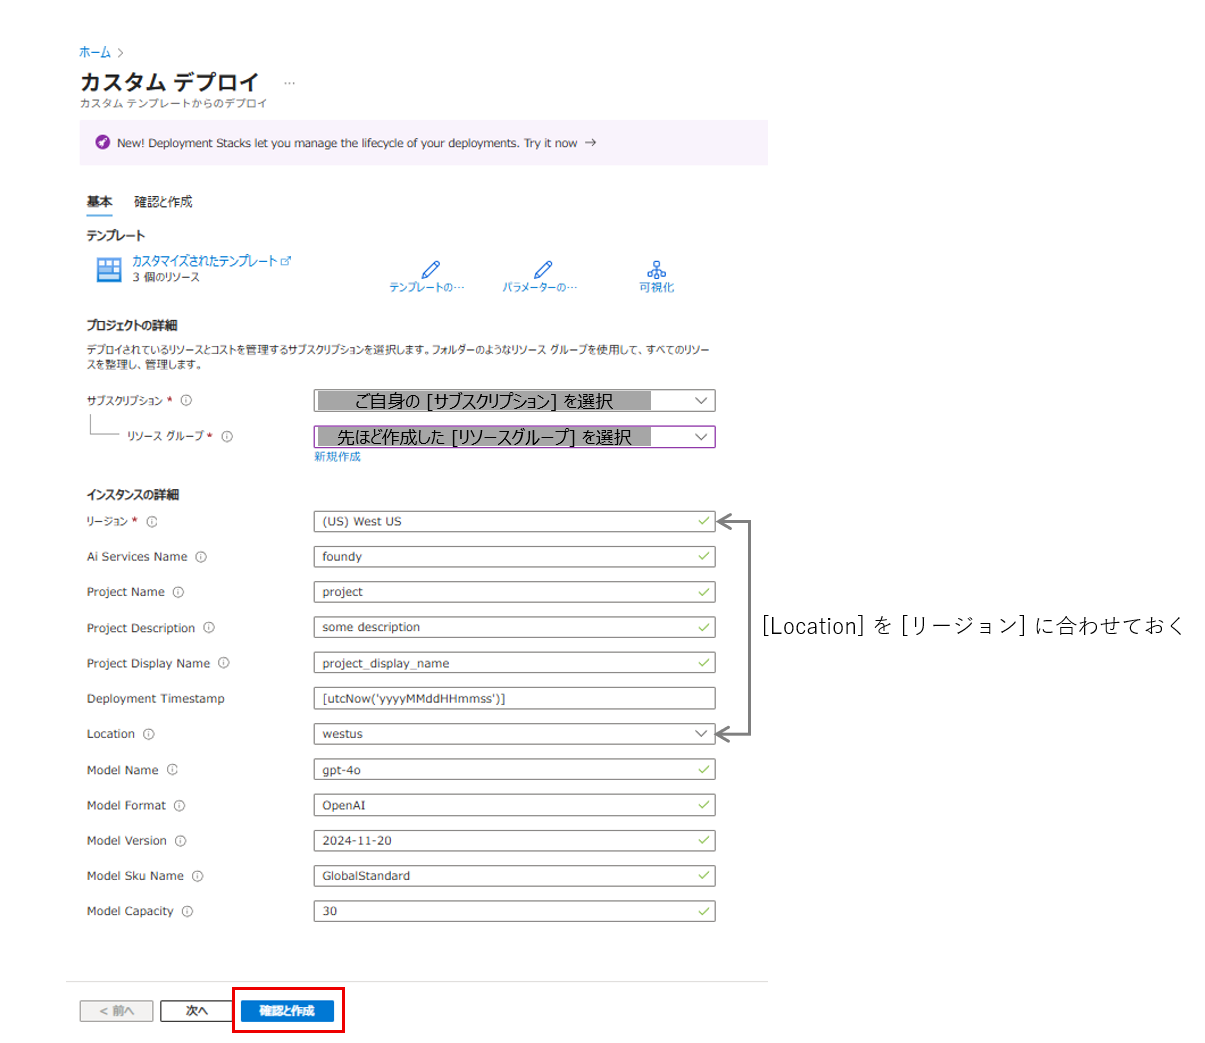 ホーム >
カスタム デプロイ ...
カスタム テンプレートからのデプロイ
New! Deployment Stacks let you manage the lifecycle of your deployments. Try it now →
基本 確認と作成
テンプレート
カスタマイズされたテンプレート
3 個のリソース
テンプレートの… パラメーターの… 可視化
プロジェクトの詳細
デプロイされているリソースとコストを管理するサブスクリプションを選択します。フォルダーのようなリソース グループを使用して、すべてのリソー
スを整理し、管理します。
サブスクリプション * ご自身の [サブスクリプション] を選択
リソース グループ * 先ほど作成した [リソースグループ] を選択
新規作成
インスタンスの詳細
リージョン * (US) West US
Ai Services Name foundy
Project Name project
Project Description some description
[Location] を [リージョン] に合わせておく
Project Display Name project_display_name
Deployment Timestamp [utcNow('yyyyMMddHHmmss')]
Location westus
Model Name gpt-4o
Model Format OpenAI
Model Version 2024-11-20
Model Sku Name GlobalStandard
Model Capacity 30
< 前へ 次へ 確認と作成